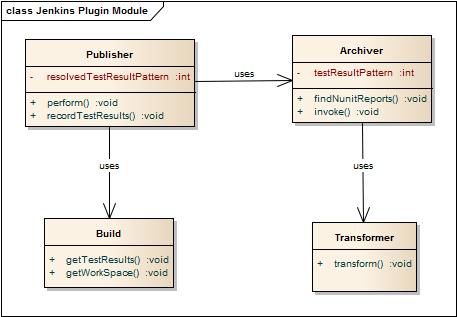 class Jenkins Plugin Module
Publisher
- resolvedTestResultPattern :int
+ perform() :void
+ recordTestResults() :void
uses
Archiver
- testResultPattern :int
+ findNunitReports() :void
+ invoke() :void
uses
uses
Build
+ getTestResults() :void
+ getWorkSpace() :void
Transformer
+ transform() :void